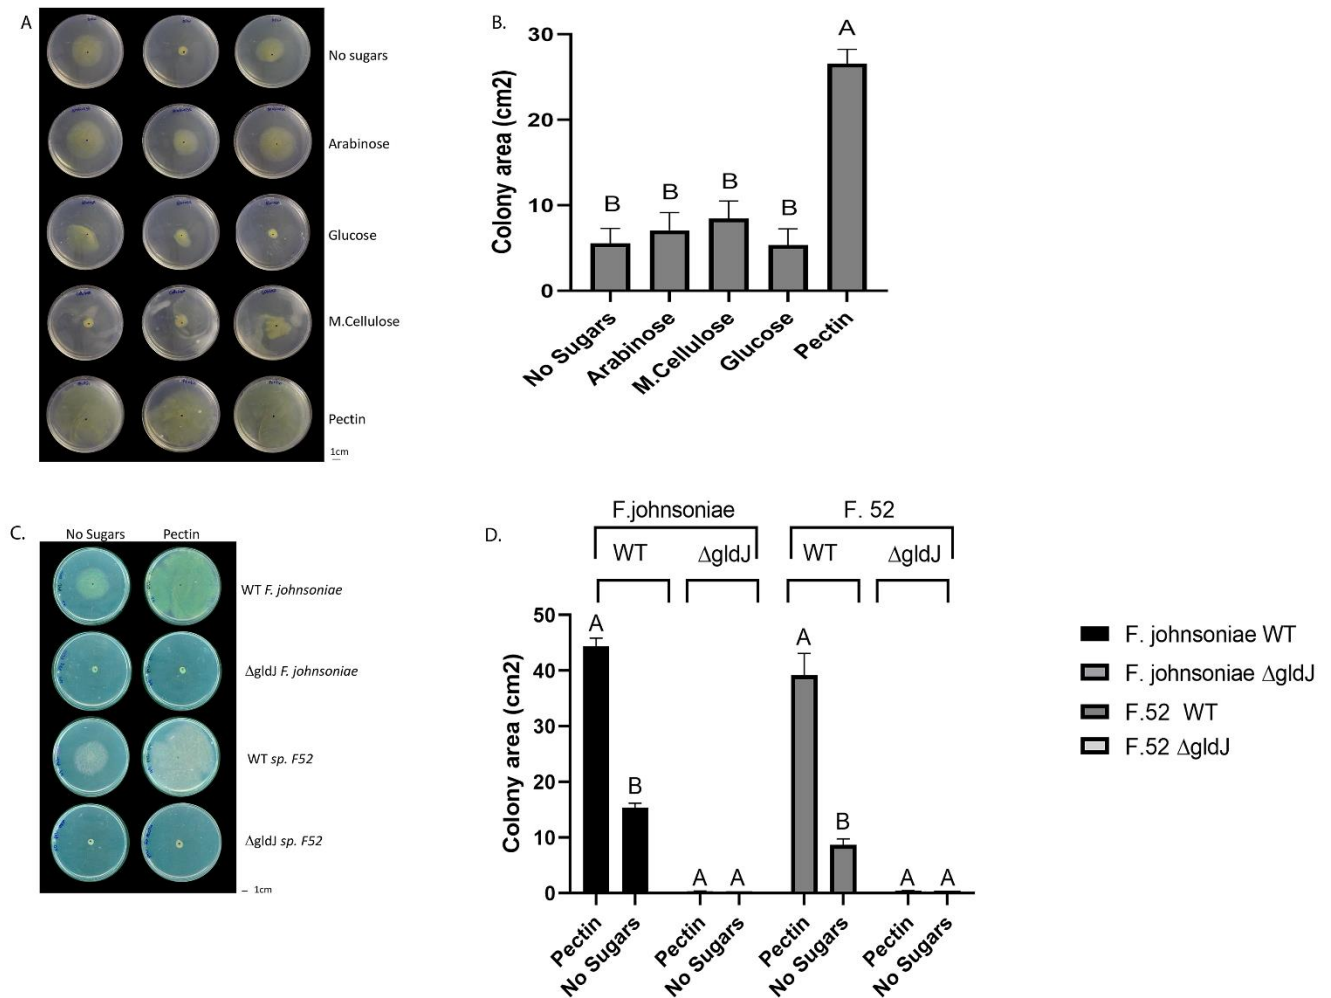 A
No sugars
Arabinose
Glucose
M.Cellulose
Pectin
1cm
B.
Colony area (cm2)
30
20
10
0
B
B
B
B
A
No Sugars
Arabinose
M.Cellulose
Glucose
Pectin
C.
No Sugars
Pectin
WT F. johnsoniae
ΔgldJ F. johnsoniae
WT sp. F52
ΔgldJ sp. F52
1cm
D.
F.johnsoniae
F. 52
WT
ΔgldJ
WT
ΔgldJ
Colony area (cm2)
50
40
30
20
10
0
A
B
A
A
A
B
A
A
Pectin
No Sugars
Pectin
No Sugars
Pectin
No Sugars
Pectin
No Sugars
F. johnsoniae WT
F. johnsoniae ΔgldJ
F.52 WT
F.52 ΔgldJ